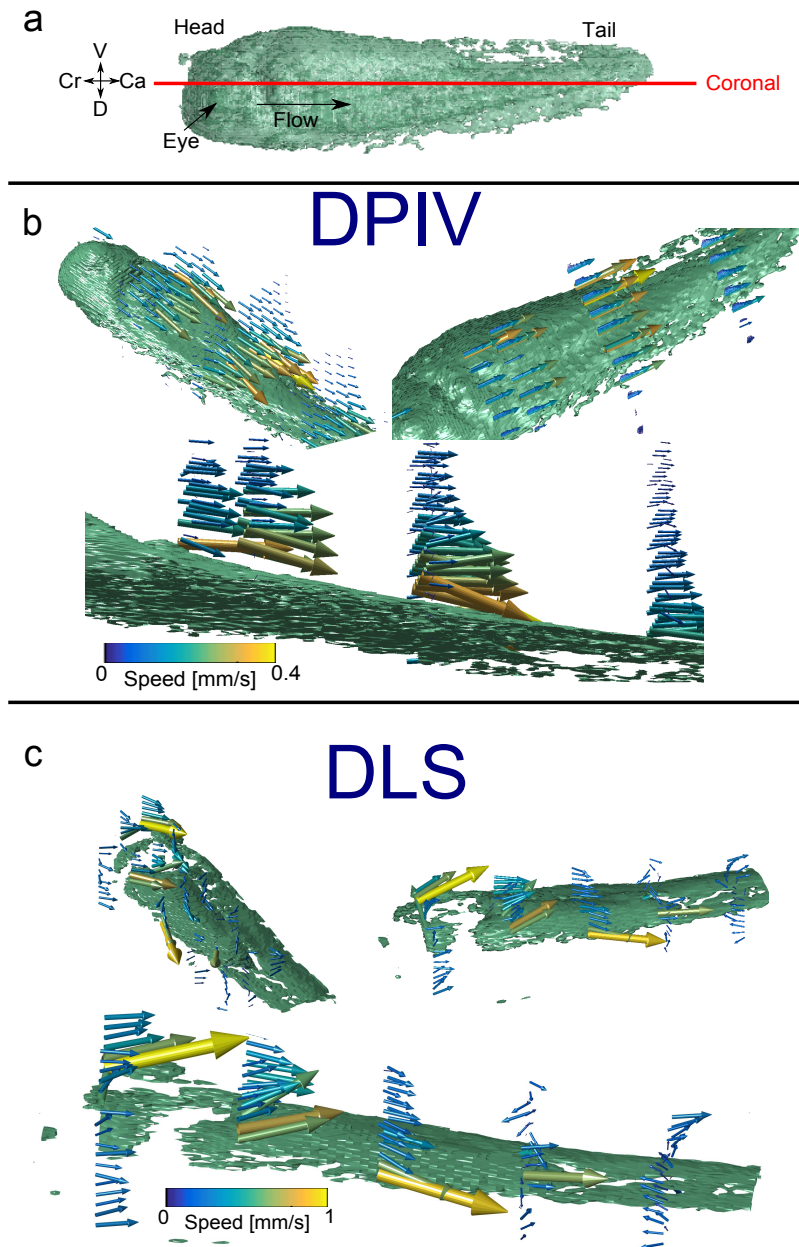 a
Head
Tail
V
Cr Ca
D
Coronal
Flow
Eye
b
DPIV
0 0.4
Speed [mm/s]
c
DLS
0 1
Speed [mm/s]